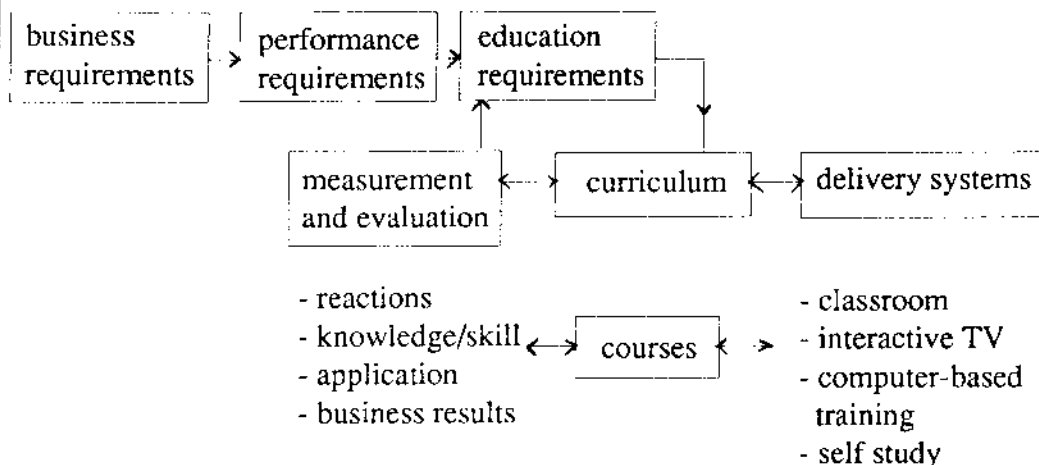 business
requirements
performance
requirements
education
requirements
measurement
and evaluation
curriculum
delivery systems
- reactions
- knowledge/skill
- application
- business results
courses
- classroom
- interactive TV
- computer-based
training
- self study